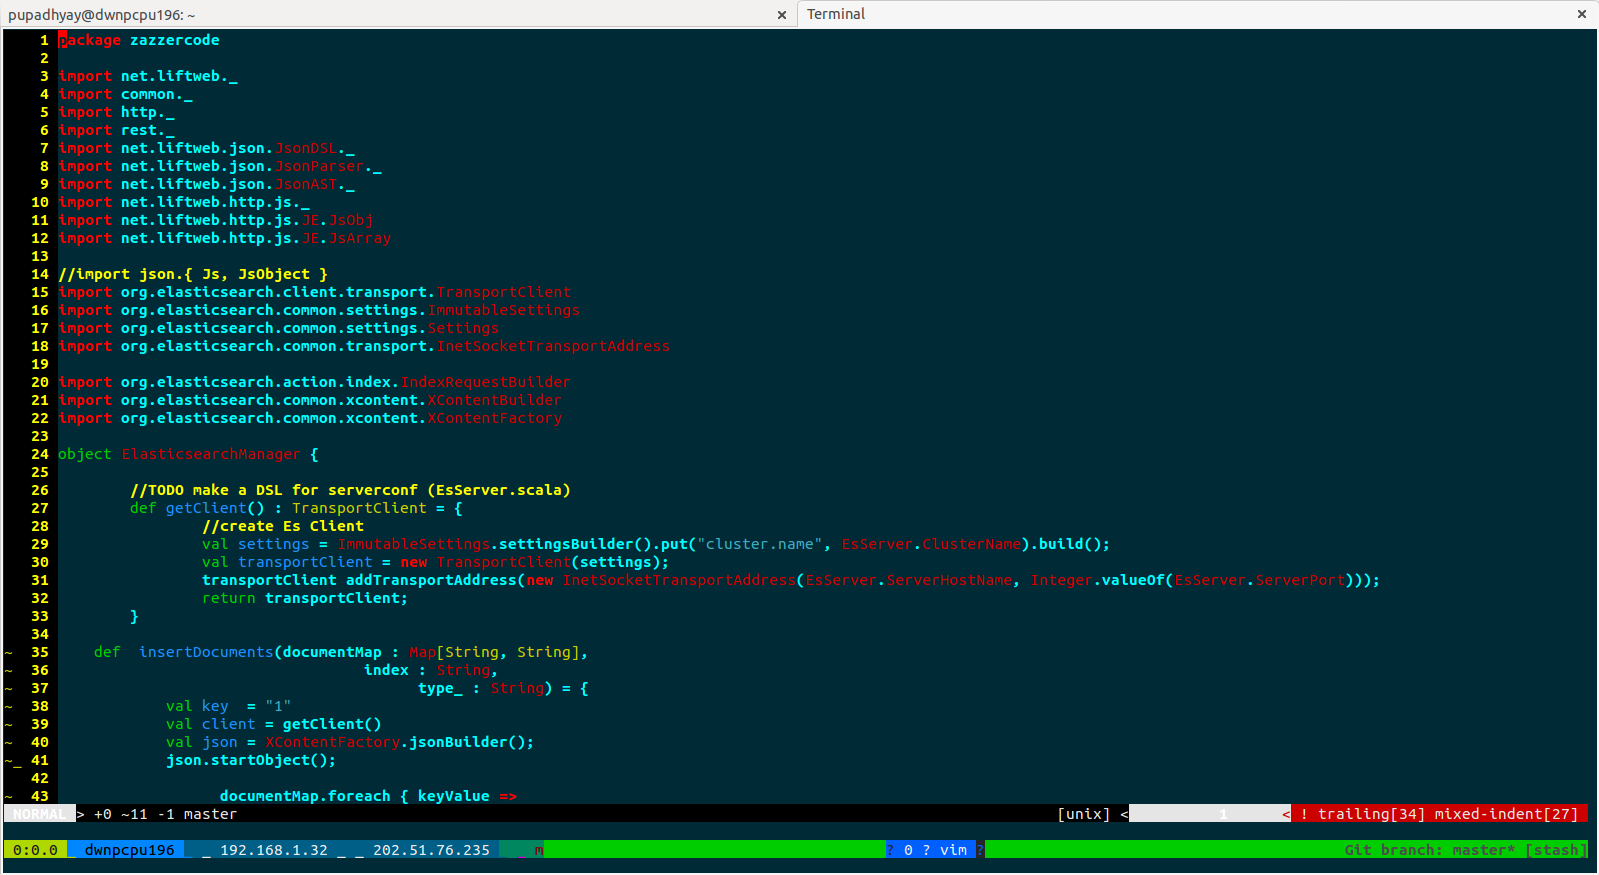 pupadhyay@dwnpcpu196: ~ × Terminal ×
1 package zazzercode
2
3 import net.liftweb._
4 import common._
5 import http._
6 import rest._
7 import net.liftweb.json.JsonDSL._
8 import net.liftweb.json.JsonParser._
9 import net.liftweb.json.JsonAST._
10 import net.liftweb.http.js._
11 import net.liftweb.http.js.JE.JsObj
12 import net.liftweb.http.js.JE.JsArray
13
14 //import json.{ Js, JsObject }
15 import org.elasticsearch.client.transport.TransportClient
16 import org.elasticsearch.common.settings.ImmutableSettings
17 import org.elasticsearch.common.settings.Settings
18 import org.elasticsearch.common.transport.InetSocketTransportAddress
19
20 import org.elasticsearch.action.index.IndexRequestBuilder
21 import org.elasticsearch.common.xcontent.XContentBuilder
22 import org.elasticsearch.common.xcontent.XContentFactory
23
24 object ElasticsearchManager {
25
26         //TODO make a DSL for serverconf (EsServer.scala)
27         def getClient() : TransportClient = {
28                 //create Es Client
29                 val settings = ImmutableSettings.settingsBuilder().put("cluster.name", EsServer.ClusterName).build();
30                 val transportClient = new TransportClient(settings);
31                 transportClient addTransportAddress(new InetSocketTransportAddress(EsServer.ServerHostName, Integer.valueOf(EsServer.ServerPort)));
32                 return transportClient;
33         }
34
~ 35     def  insertDocuments(documentMap : Map[String, String],
~ 36                                   index : String,
~ 37                                         type_ : String) = {
~ 38             val key  = "1"
~ 39             val client = getClient()
~ 40             val json = XContentFactory.jsonBuilder();
~_ 41             json.startObject();
42
~ 43                   documentMap.foreach { keyValue =>
NORMAL > +0 ~11 -1 master [unix] < 1 < ! trailing[34] mixed-indent[27]
0:0.0 dwnpcpu196 _ 192.168.1.32 _ _ 202.51.76.235 m ? 0 ? vim ? Git branch: master* [stash]